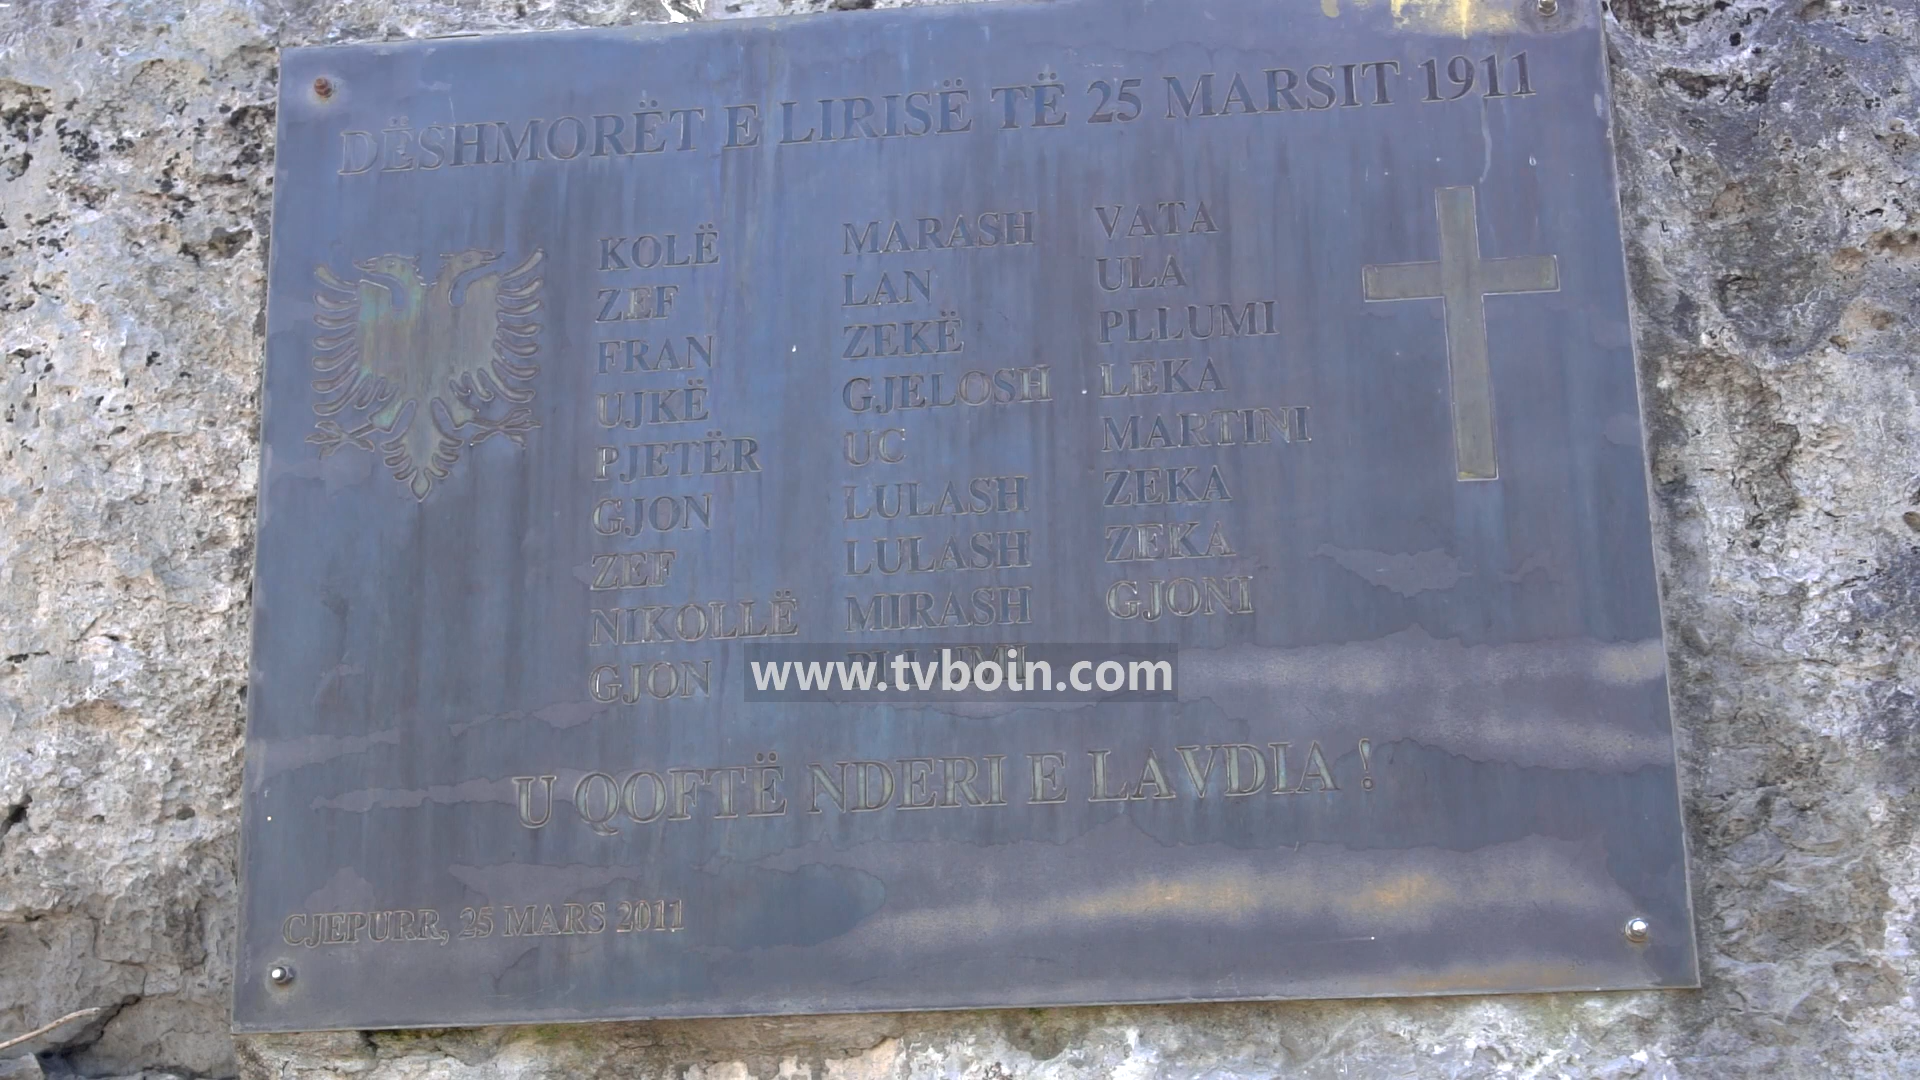 DËSHMORËT E LIRISË TË 25 MARSIT 1911
KOLË MARASH VATA
ZEF LAN ULA
FRAN ZEKË PLLUMI
UJKË GJELOSH LEKA
PJETËR UC MARTINI
GJON LULASH ZEKA
ZEF LULASH ZEKA
NIKOLLË MIRASH GJONI
GJON PLLUMI
www.tvboin.com
U QOFTË NDERI E LAVDIA !
CJEPURR, 25 MARS 2011